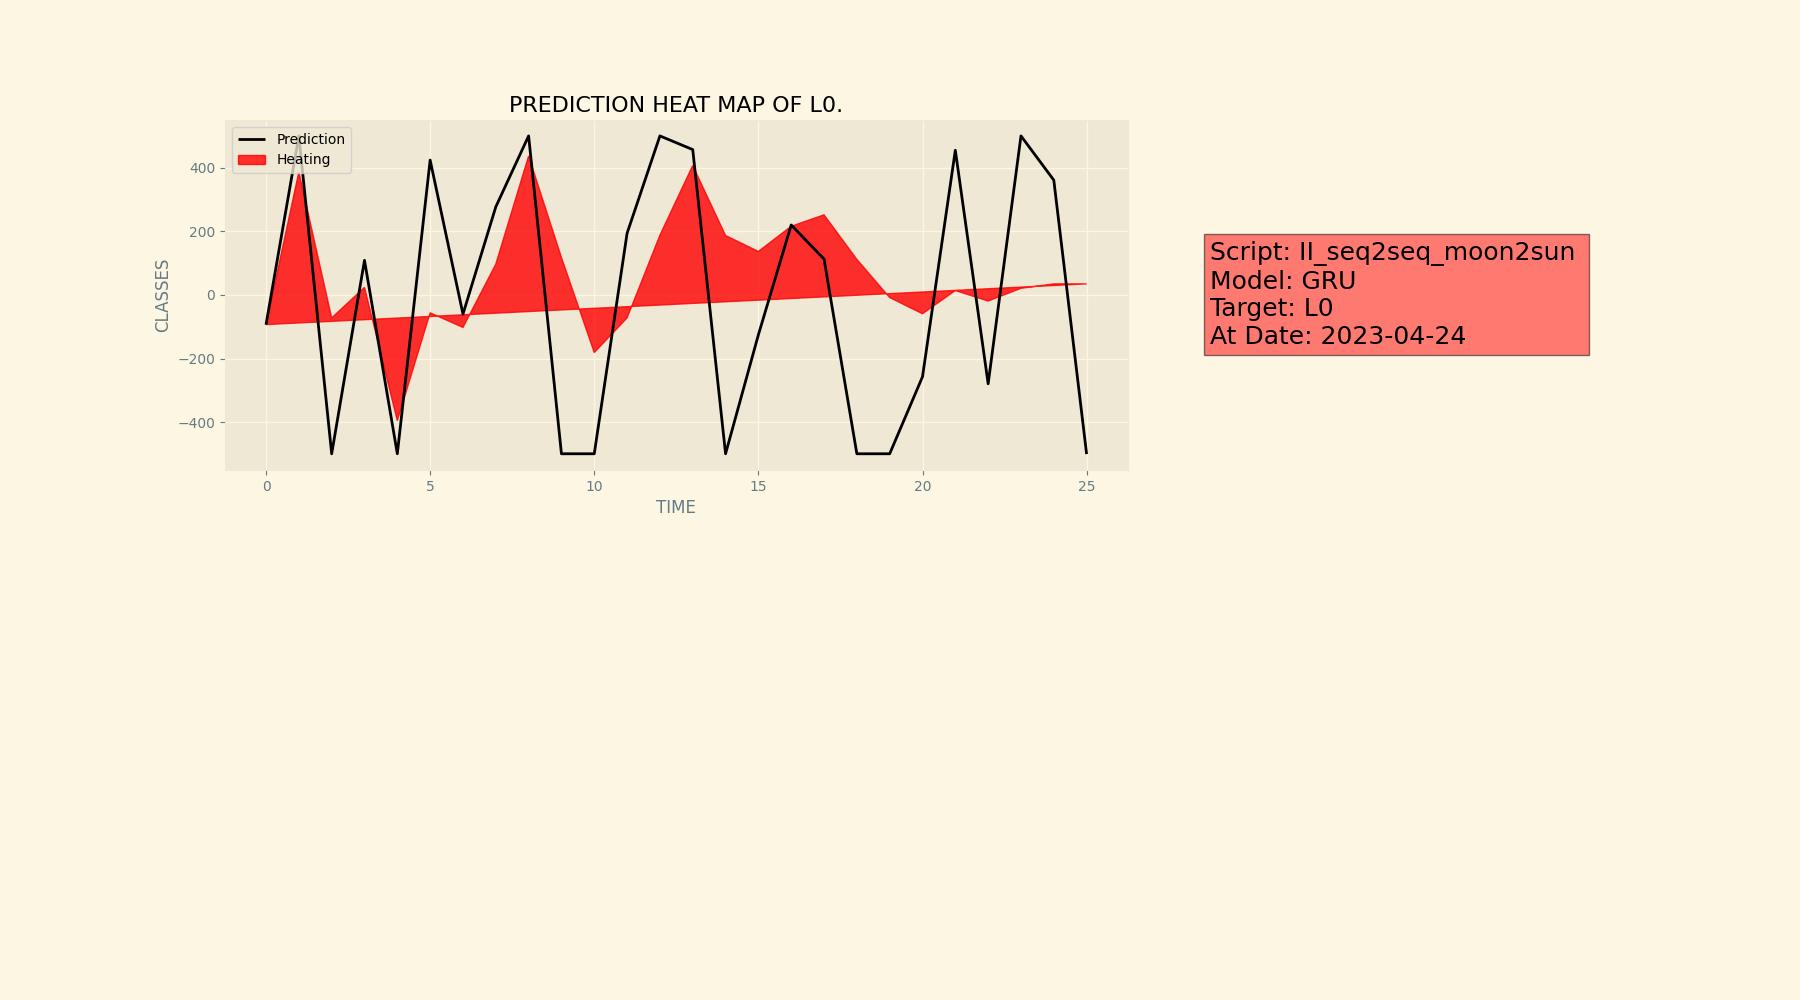 PREDICTION HEAT MAP OF L0.
Prediction
Heating
400
200
0
−200
−400
CLASSES
0 5 10 15 20 25
TIME
Script: II_seq2seq_moon2sun
Model: GRU
Target: L0
At Date: 2023-04-24